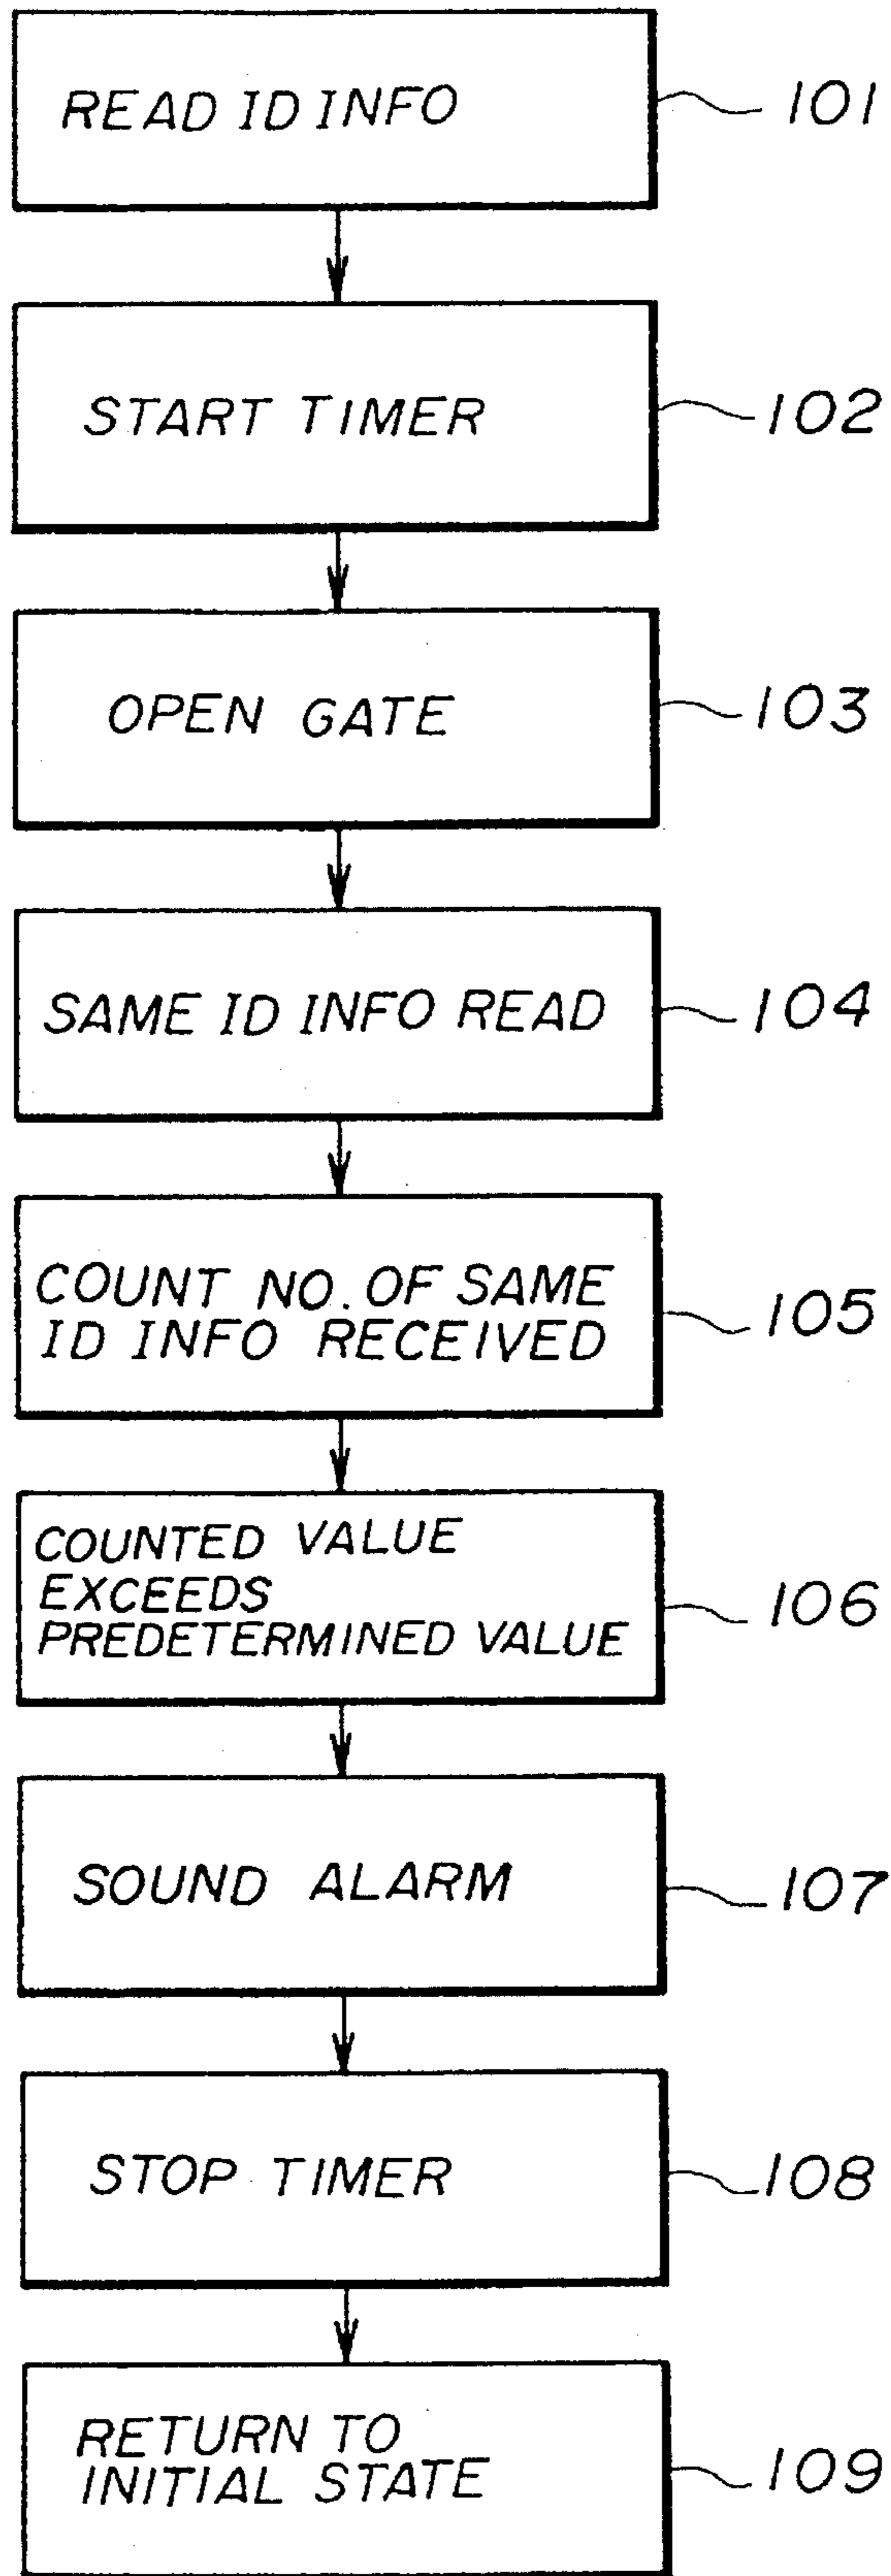 READ ID INFO
101
START TIMER
102
OPEN GATE
103
SAME ID INFO READ
104
COUNT NO. OF SAME
ID INFO RECEIVED
105
COUNTED VALUE
EXCEEDS
PREDETERMINED VALUE
106
SOUND ALARM
107
STOP TIMER
108
RETURN TO
INITIAL STATE
109